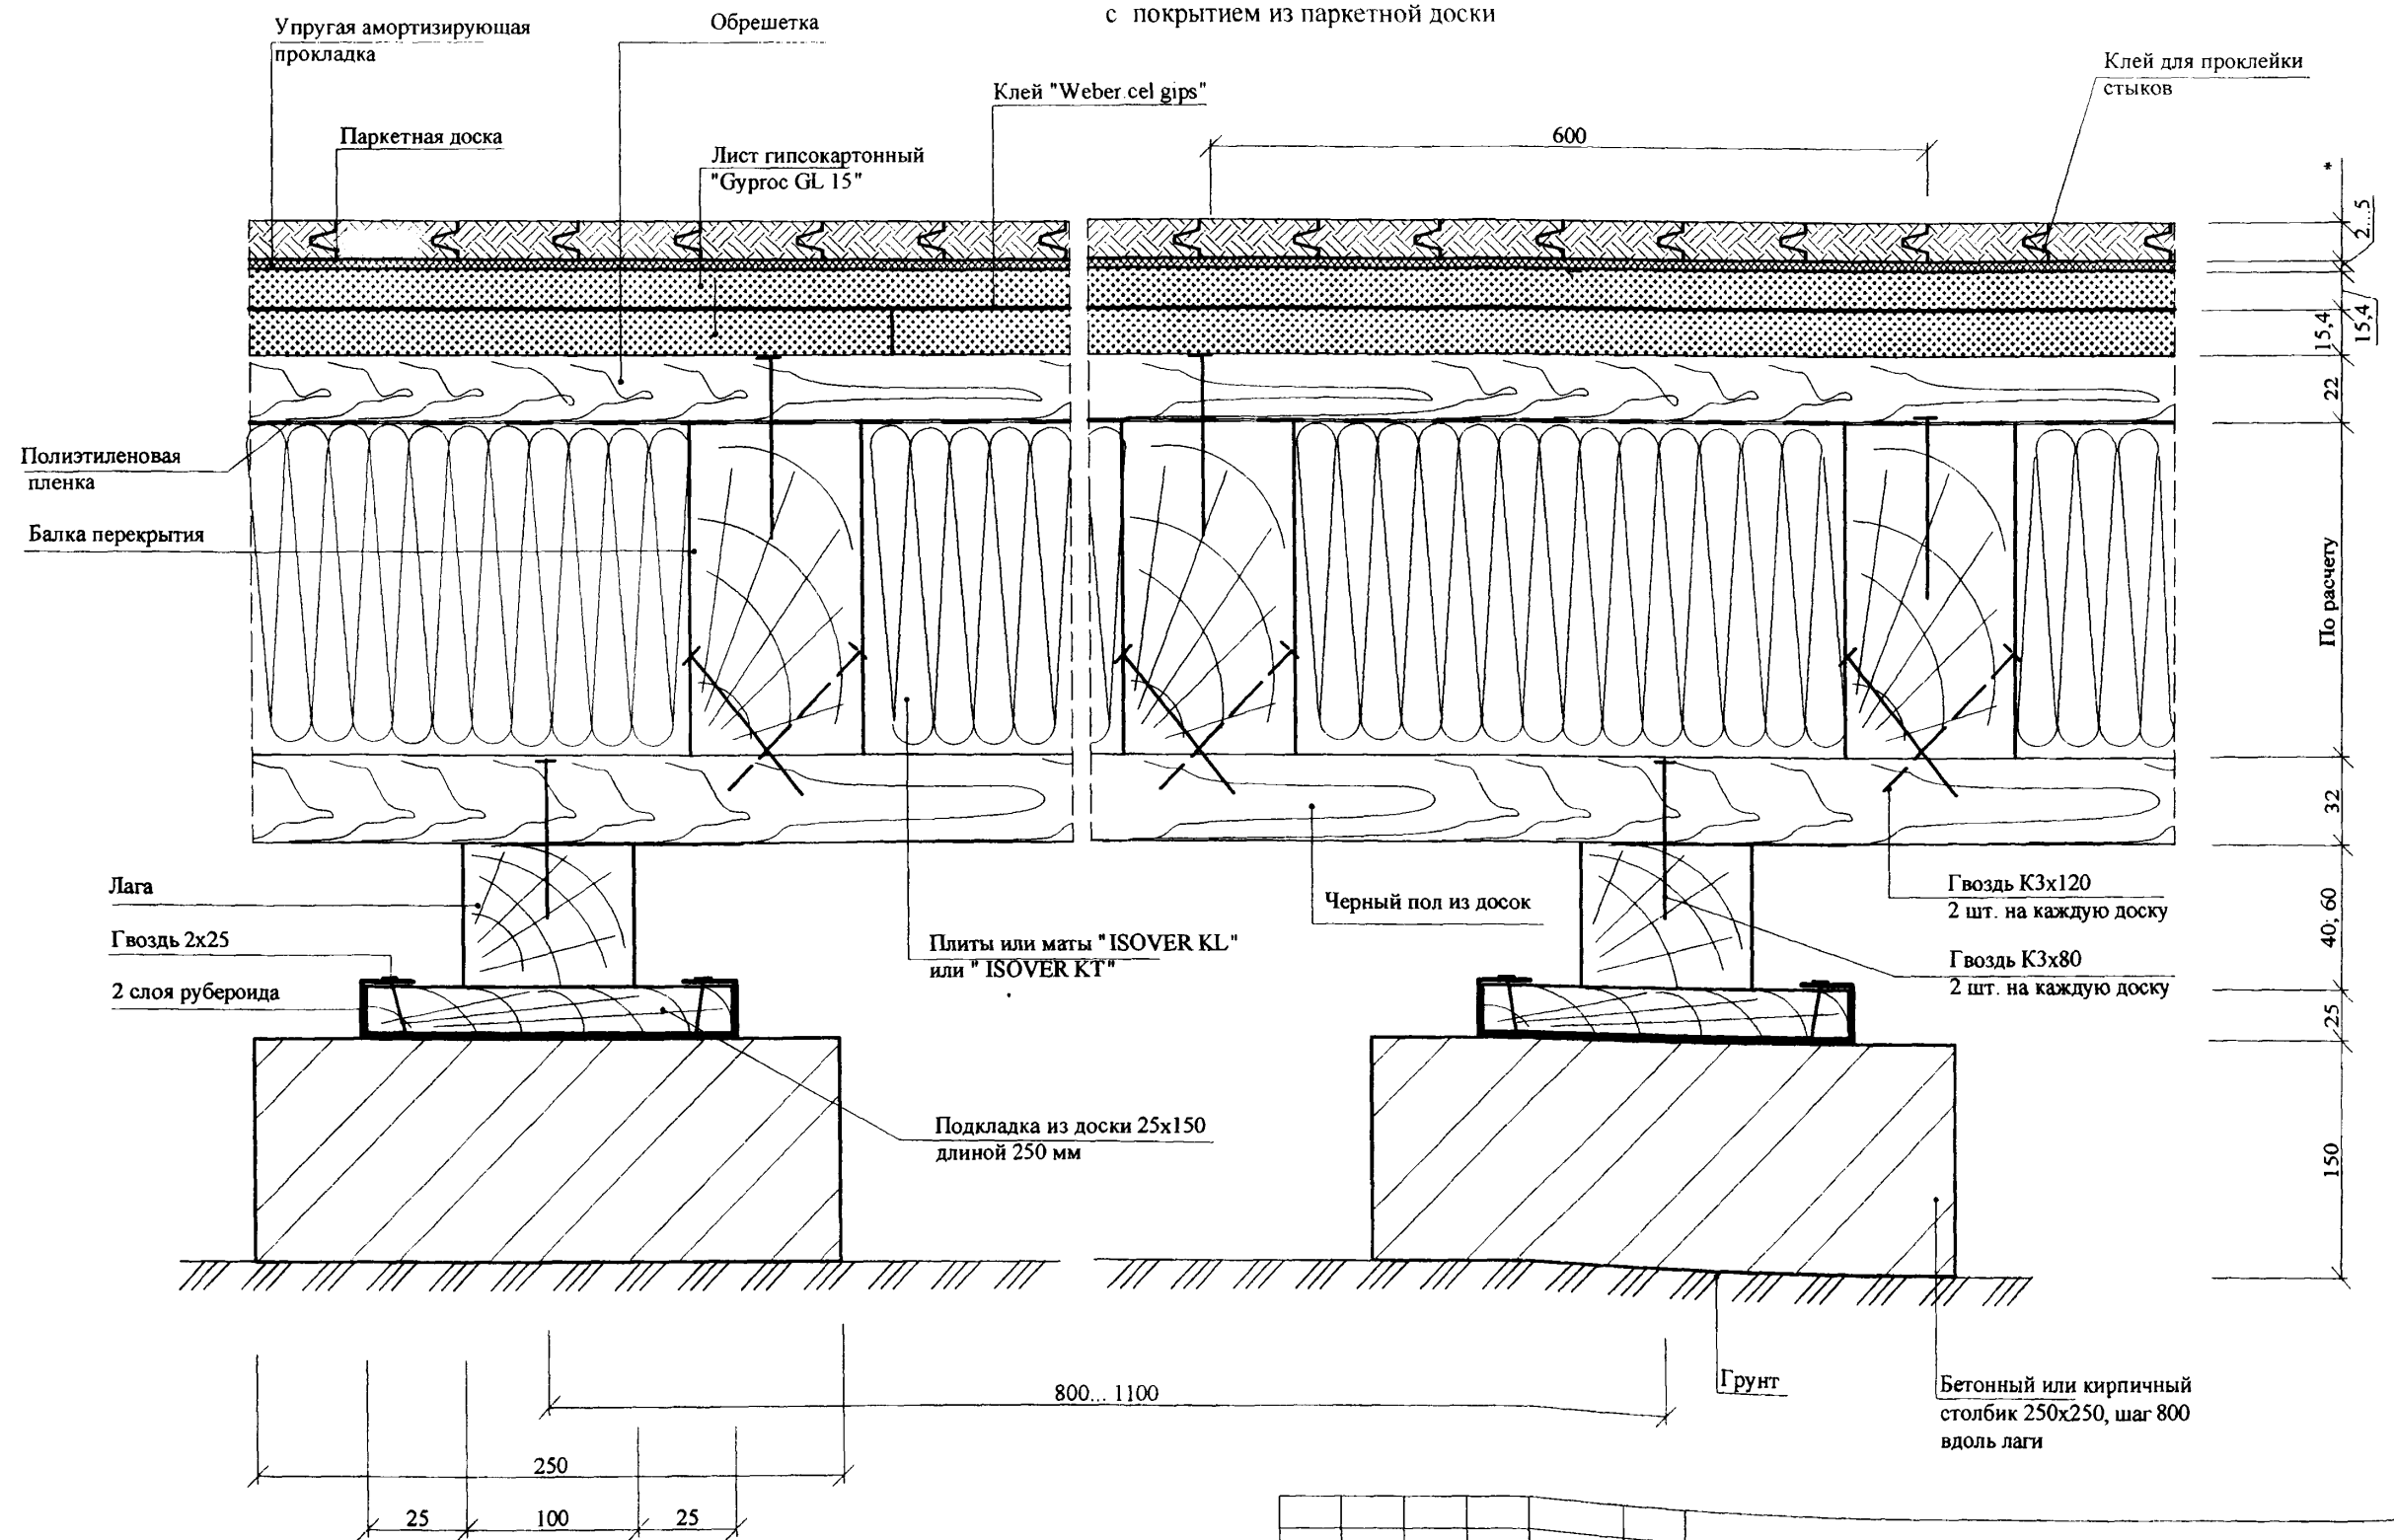 с покрытием из паркетной доски
Упругая амортизирующая
прокладка
Обрешетка
Клей для проклейки
стыков
Клей "Weber.cel gips"
Паркетная доска
Лист гипсокартонный
"Gyproc GL 15"
600
*
2...5
15,4
15,4
22
Полиэтиленовая
пленка
Балка перекрытия
По расчету
32
Лага
Гвоздь 2х25
2 слоя рубероида
Плиты или маты "ISOVER KL"
или " ISOVER KT"
Черный пол из досок
Гвоздь К3х120
2 шт. на каждую доску
Гвоздь К3х80
2 шт. на каждую доску
40; 60
25
Подкладка из доски 25х150
длиной 250 мм
150
Грунт
Бетонный или кирпичный
столбик 250х250, шаг 800
вдоль лаги
800... 1100
250
25
100
25